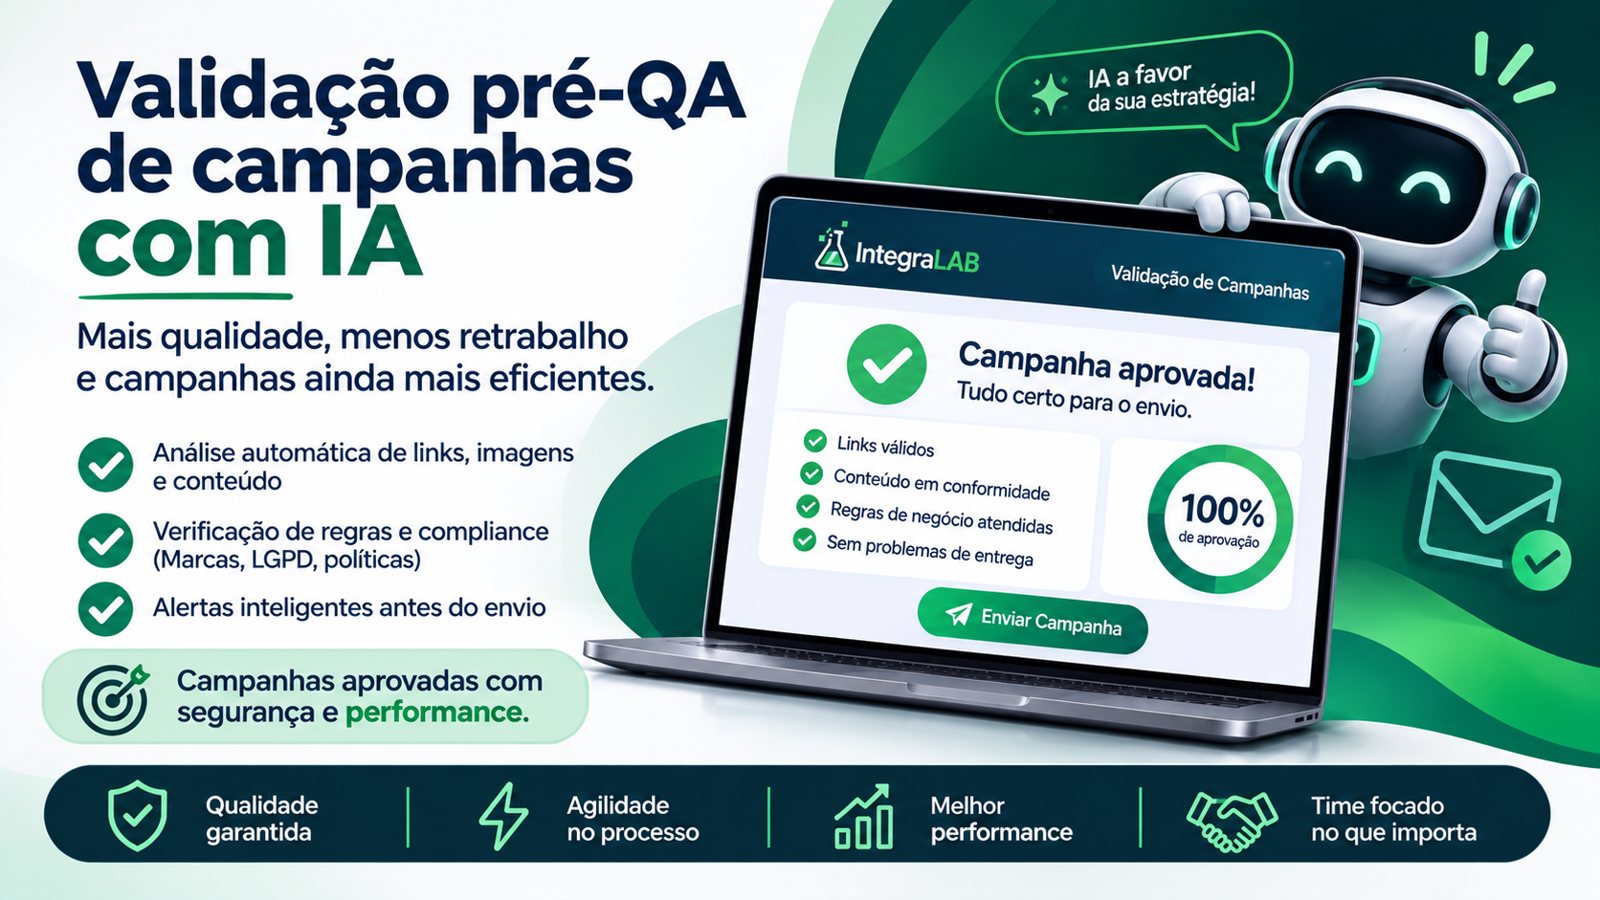 Validação pré-QA
de campanhas
com IA
Mais qualidade, menos retrabalho
e campanhas ainda mais eficientes.
Análise automática de links, imagens
e conteúdo
Verificação de regras e compliance
(Marcas, LGPD, políticas)
Alertas inteligentes antes do envio
Campanhas aprovadas com
segurança e performance.
IA a favor
da sua estratégia!
IntegraLAB
Validação de Campanhas
Campanha aprovada!
Tudo certo para o envio.
Links válidos
Conteúdo em conformidade
Regras de negócio atendidas
Sem problemas de entrega
100%
de aprovação
Enviar Campanha
Qualidade
garantida
Agilidade
no processo
Melhor
performance
Time focado
no que importa